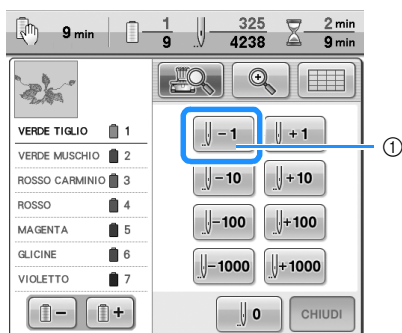 9 min 1 325 2 min
9 4238 9 min
VERDE TIGLIO 1
VERDE MUSCHIO 2
ROSSO CARMINIO 3
ROSSO 4
MAGENTA 5
GLICINE 6
VIOLETTO 7
− +
−1 +1
−10 +10
−100 +100
−1000 +1000
0 CHIUDI
①